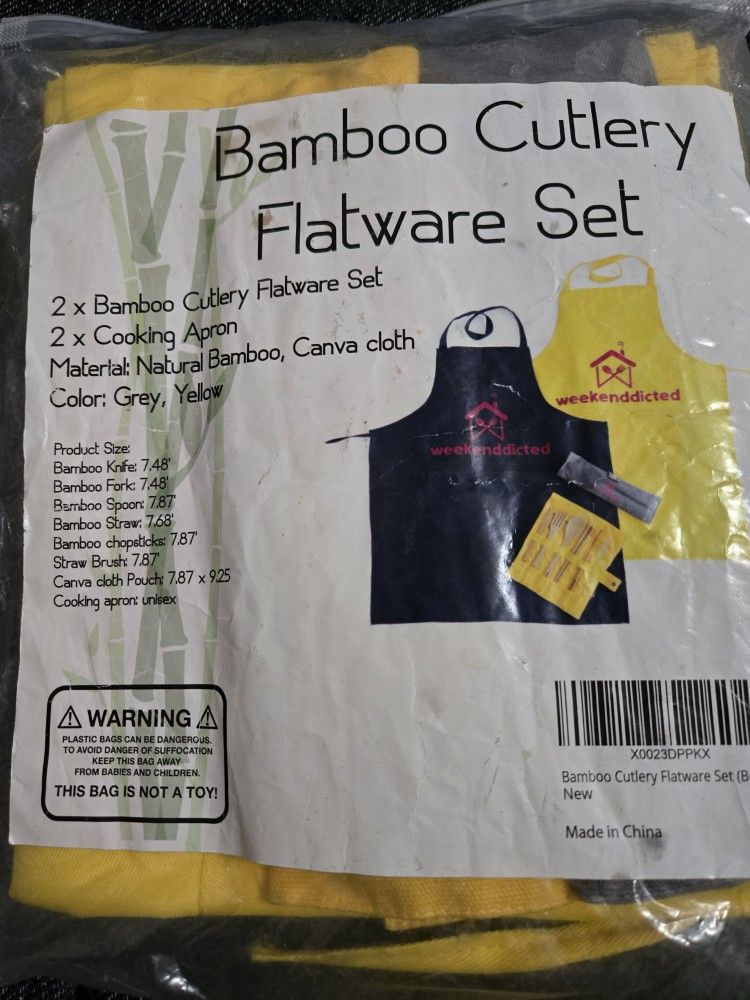 Bamboo Cutlery
Flatware Set
2 x Bamboo Cutlery Flatware Set
2 x Cooking Apron
Material: Natural Bamboo, Canva cloth
Color: Grey, Yellow
Product Size:
Bamboo Knife: 7.48'
Bamboo Fork: 7.48'
Bamboo Spoon: 7.87'
Bamboo Straw: 7.68'
Bamboo chopsticks: 7.87'
Straw Brush: 7.87'
Canva cloth Pouch: 7.87 x 9.25
Cooking apron: unisex
weekenddicted
weekenddicted
WARNING
PLASTIC BAGS CAN BE DANGEROUS.
TO AVOID DANGER OF SUFFOCATION
KEEP THIS BAG AWAY
FROM BABIES AND CHILDREN.
THIS BAG IS NOT A TOY!
X0023DPPKX
Bamboo Cutlery Flatware Set (B
New
Made in China